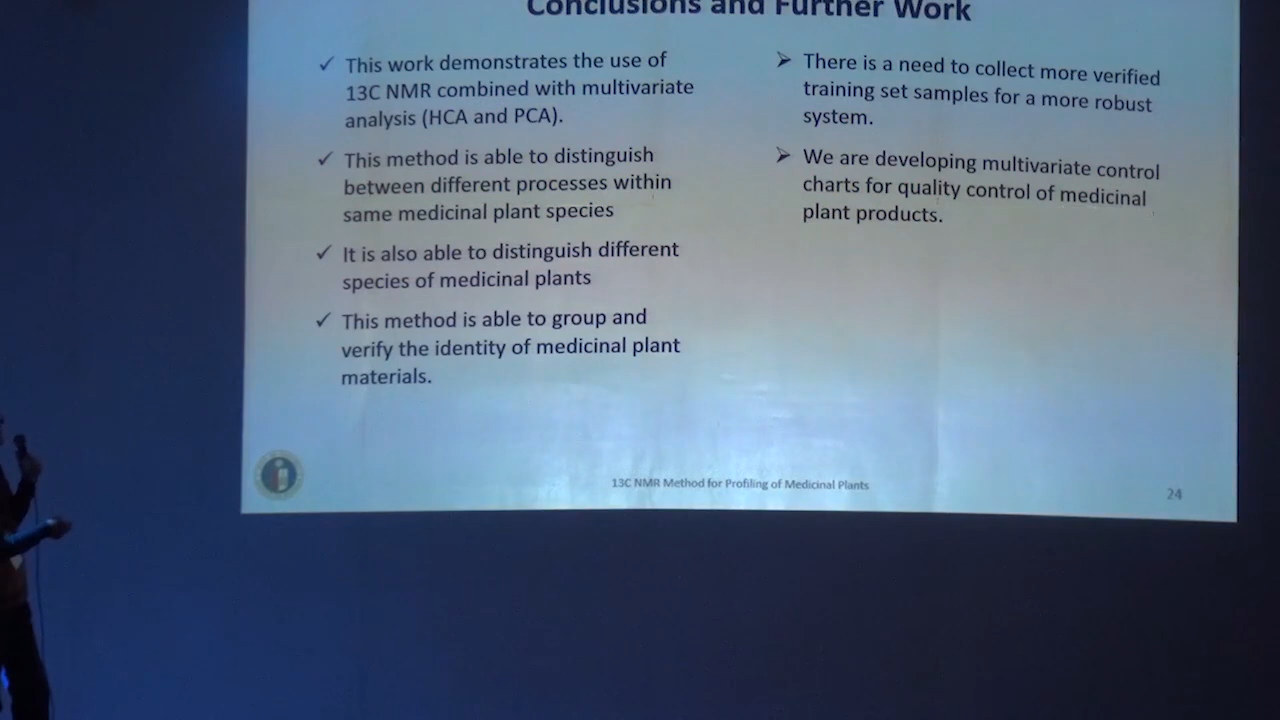 Conclusions and Further Work
This work demonstrates the use of
13C NMR combined with multivariate
analysis (HCA and PCA).
This method is able to distinguish
between different processes within
same medicinal plant species
It is also able to distinguish different
species of medicinal plants
This method is able to group and
verify the identity of medicinal plant
materials.
There is a need to collect more verified
training set samples for a more robust
system.
We are developing multivariate control
charts for quality control of medicinal
plant products.
13C NMR Method for Profiling of Medicinal Plants
24